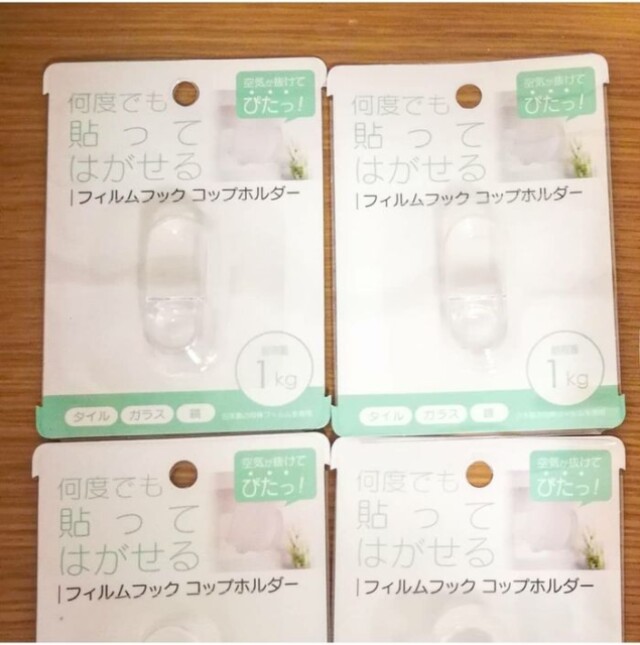 空気が抜けて
ぴたっ!
何度でも
貼って
はがせる
フィルムフック コップホルダー
1kg
タイル ガラス 鏡
空気が抜けて
ぴたっ!
何度でも
貼って
はがせる
フィルムフック コップホルダー
1kg
タイル ガラス 鏡
空気が抜けて
ぴたっ!
何度でも
貼って
はがせる
フィルムフック コップホルダー
空気が抜けて
ぴたっ!
何度でも
貼って
はがせる
フィルムフック コップホルダー